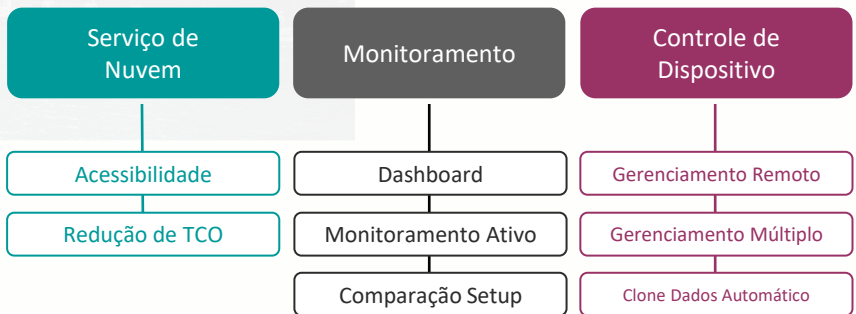 Serviço de
Nuvem
Acessibilidade
Redução de TCO
Monitoramento
Dashboard
Monitoramento Ativo
Comparação Setup
Controle de
Dispositivo
Gerenciamento Remoto
Gerenciamento Múltiplo
Clone Dados Automático